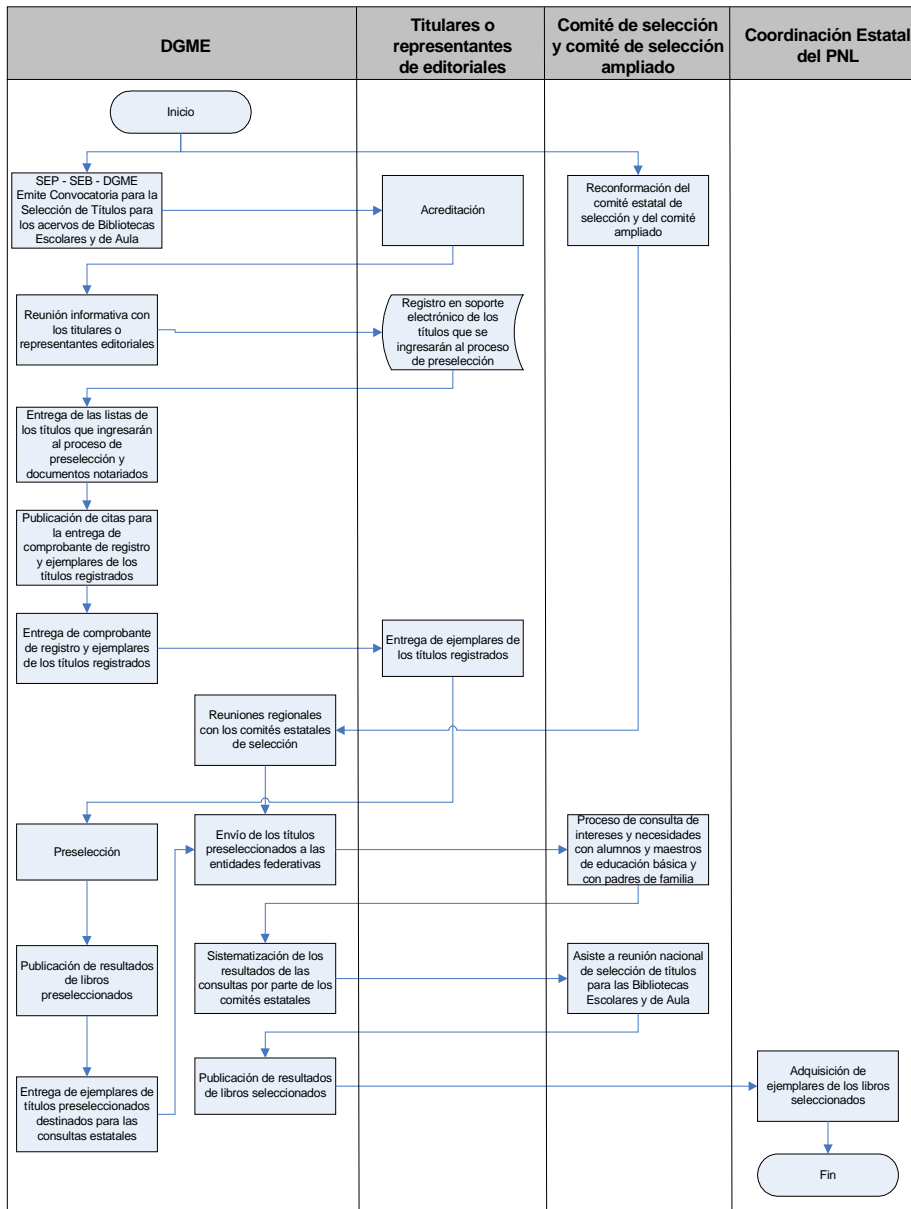 DGME
Titulares o
representantes
de editoriales
Comité de selección
y comité de selección
ampliado
Coordinación Estatal
del PNL
Inicio
SEP - SEB - DGME
Emite Convocatoria para la
Selección de Títulos para
los acervos de Bibliotecas
Escolares y de Aula
Acreditación
Reconformación del
comité estatal de
selección y del comité
ampliado
Reunión informativa con
los titulares o
representantes editoriales
Registro en soporte
electrónico de los
títulos que se
ingresarán al proceso
de preselección
Entrega de las listas de
los títulos que ingresarán
al proceso de
preselección y
documentos notariados
Publicación de citas para
la entrega de
comprobante de registro
y ejemplares de los
títulos registrados
Entrega de comprobante
de registro y ejemplares
de los títulos registrados
Entrega de ejemplares de
los títulos registrados
Reuniones regionales
con los comités estatales
de selección
Preselección
Envío de los títulos
preseleccionados a las
entidades federativas
Proceso de consulta de
intereses y necesidades
con alumnos y maestros
de educación básica y
con padres de familia
Publicación de resultados
de libros
preseleccionados
Sistematización de los
resultados de las
consultas por parte de los
comités estatales
Asiste a reunión nacional
de selección de títulos
para las Bibliotecas
Escolares y de Aula
Entrega de ejemplares de
títulos preseleccionados
destinados para las
consultas estatales
Publicación de resultados
de libros seleccionados
Adquisición de
ejemplares de los libros
seleccionados
Fin